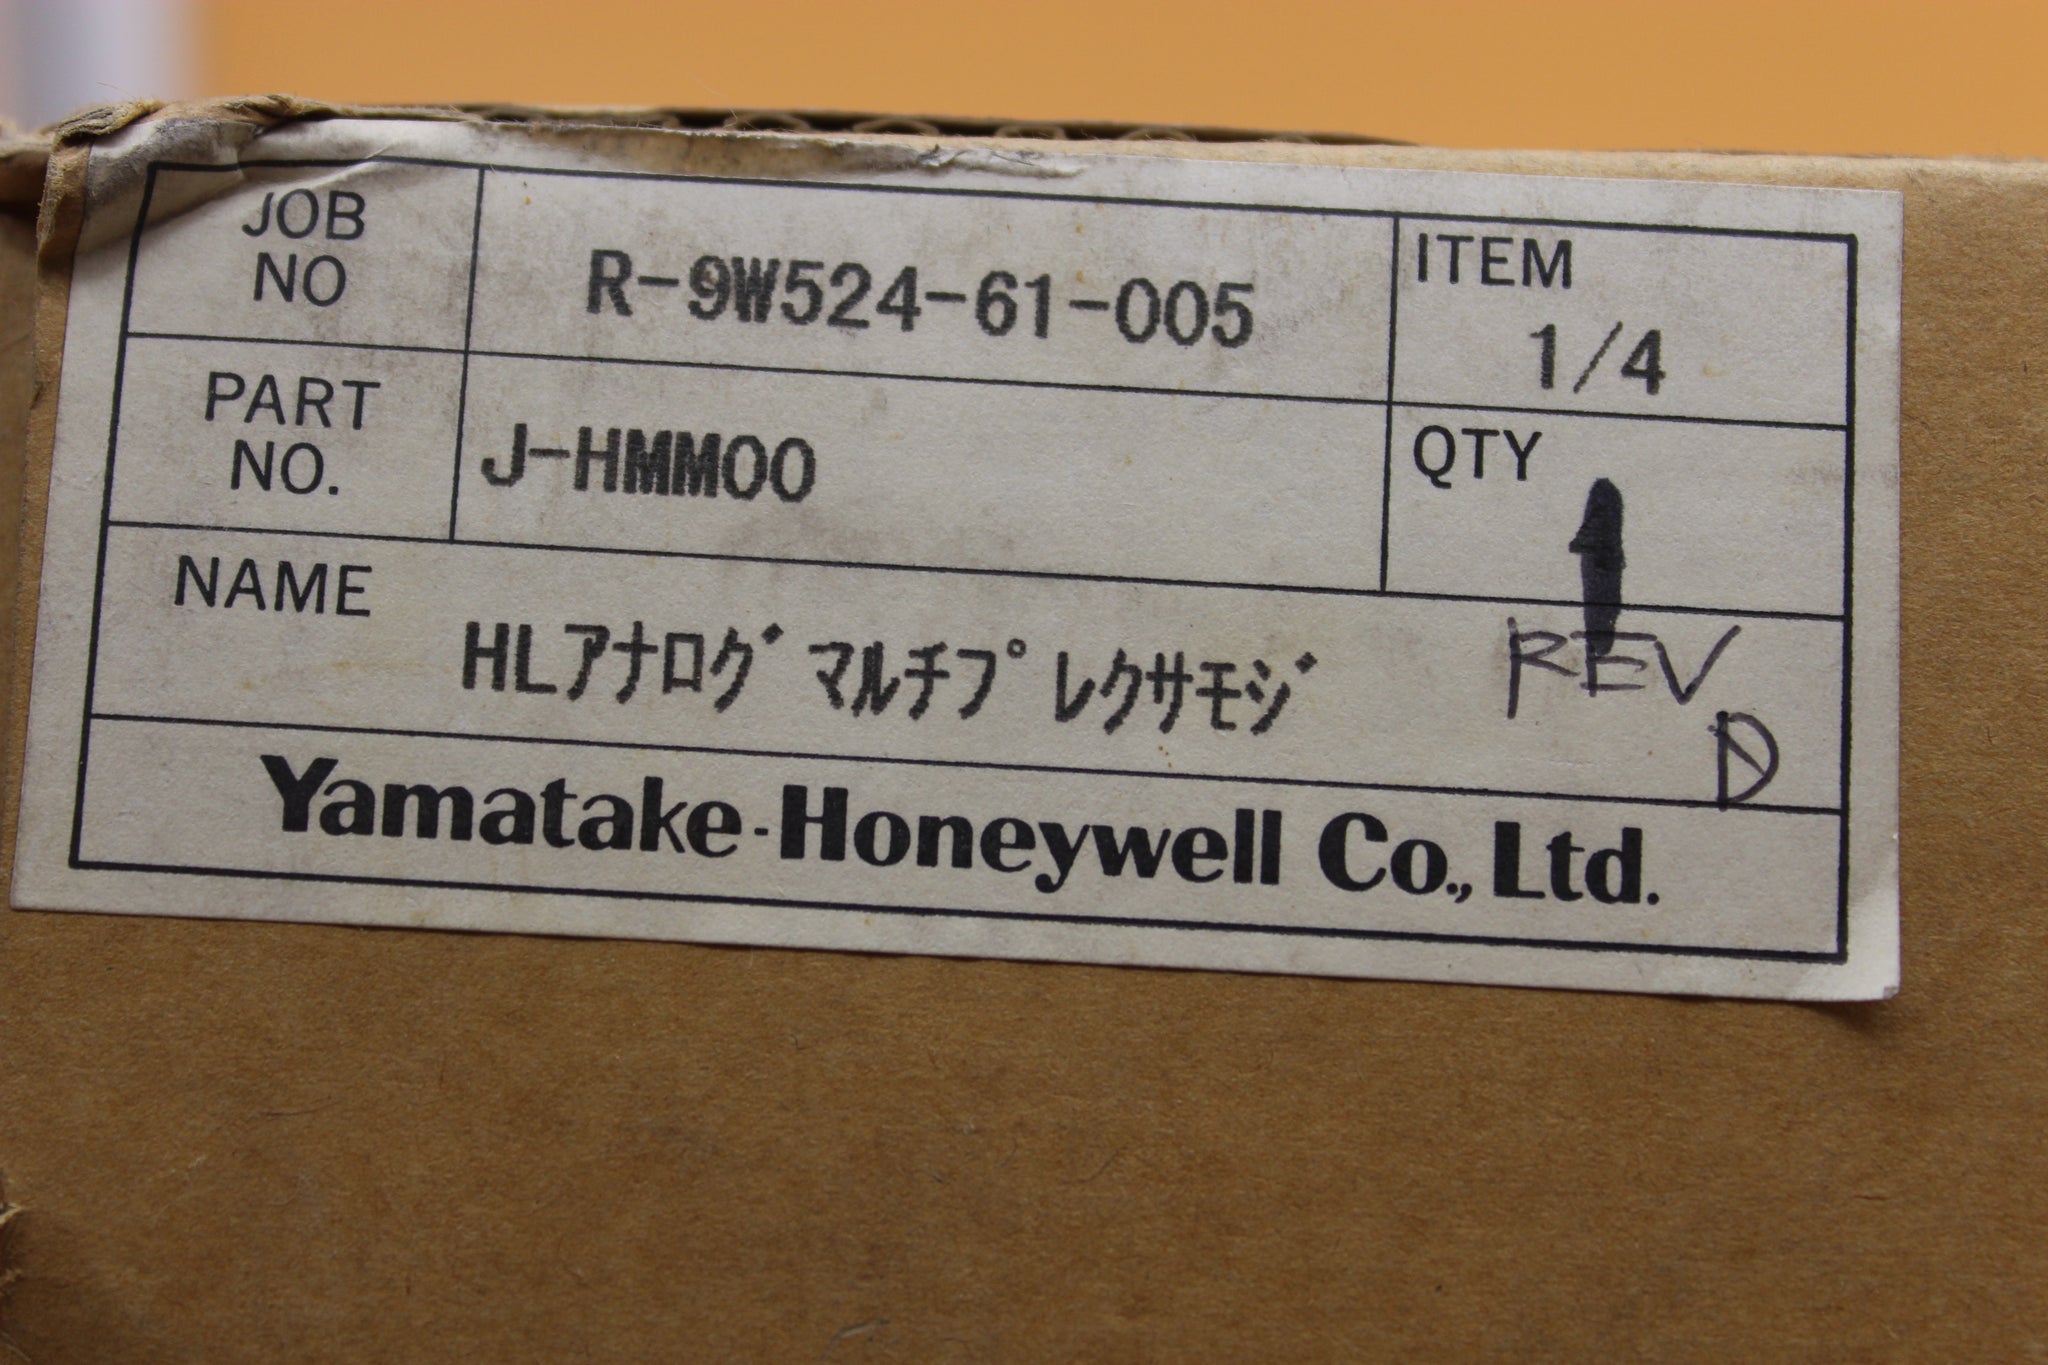 JOB NO R-9W524-61-005 ITEM 1/4
PART NO. J-HMM00 QTY 1
NAME HLｱﾅﾛｸﾞﾏﾙﾁﾌﾟﾚｸｻﾓｼﾞ REV D
Yamatake-Honeywell Co., Ltd.